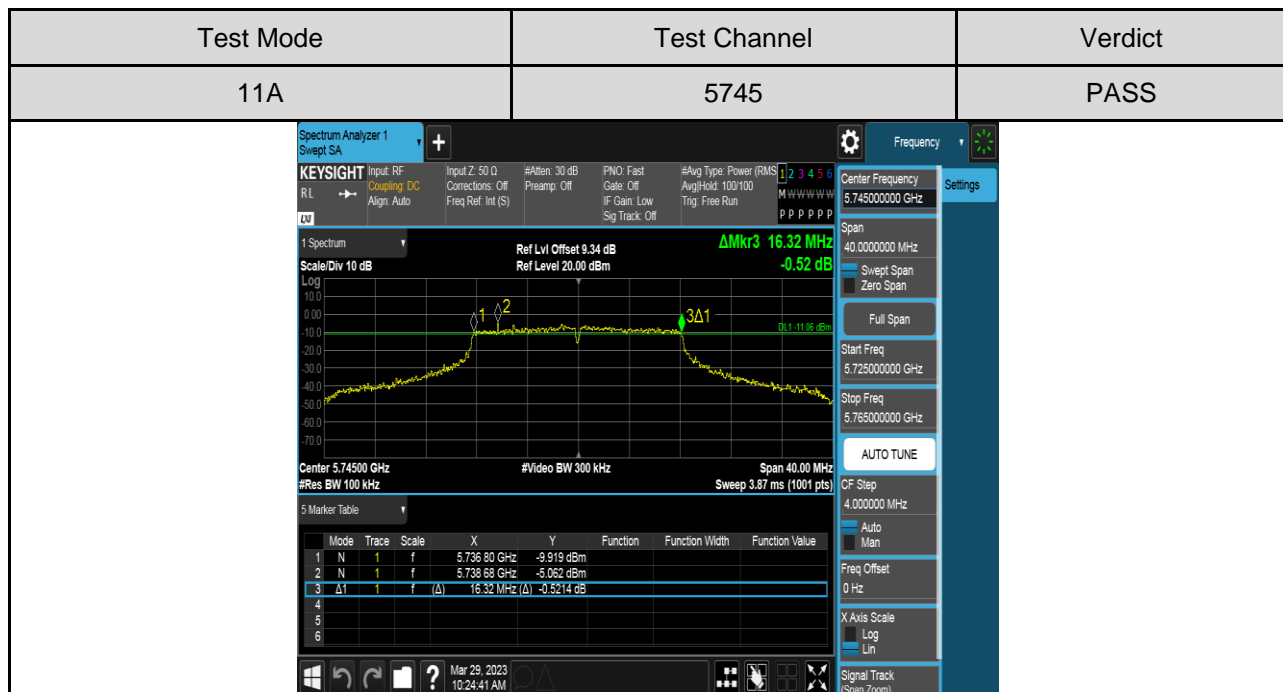 Test Mode Test Channel Verdict
11A 5745 PASS
Spectrum Analyzer 1
Swept SA
+
Frequency
KEYSIGHT Input: RF Input Z: 50 Ω #Atten: 30 dB PNO: Fast #Avg Type: Power (RMS 1 2 3 4 5 6
RL Coupling: DC Corrections: Off Preamp: Off Gate: Off Avg|Hold: 100/100 M W W W W W
Align: Auto Freq Ref: Int (S) IF Gain: Low Trig: Free Run
Sig Track: Off P P P P P P
LXI
Center Frequency
5.745000000 GHz
Settings
Span
40.0000000 MHz
Swept Span
Zero Span
Full Span
Start Freq
5.725000000 GHz
Stop Freq
5.765000000 GHz
AUTO TUNE
CF Step
4.000000 MHz
Auto
Man
Freq Offset
0 Hz
X Axis Scale
Log
Lin
Signal Track
(Span Zoom)
1 Spectrum
Ref Lvl Offset 9.34 dB ΔMkr3 16.32 MHz
Scale/Div 10 dB Ref Level 20.00 dBm -0.52 dB
Log
10.0
0.00
-10.0
-20.0
-30.0
-40.0
-50.0
-60.0
-70.0
1 2 3Δ1
DL1 -11.06 dBm
Center 5.74500 GHz #Video BW 300 kHz Span 40.00 MHz
#Res BW 100 kHz Sweep 3.87 ms (1001 pts)
5 Marker Table
Mode Trace Scale X Y Function Function Width Function Value
1 N 1 f 5.736 80 GHz -9.919 dBm
2 N 1 f 5.738 68 GHz -5.062 dBm
3 Δ1 1 f (Δ) 16.32 MHz (Δ) -0.5214 dB
4
5
6
? Mar 29, 2023
10:24:41 AM